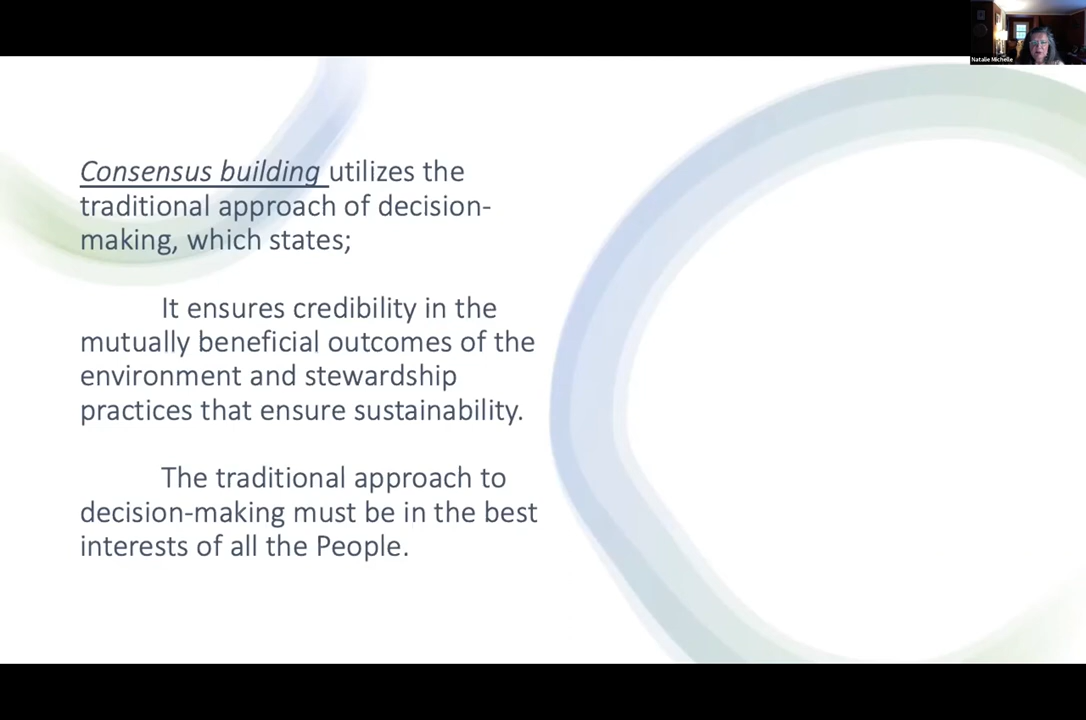 Natalie Michelle
Consensus building utilizes the
traditional approach of decision-
making, which states;
It ensures credibility in the
mutually beneficial outcomes of the
environment and stewardship
practices that ensure sustainability.
The traditional approach to
decision-making must be in the best
interests of all the People.